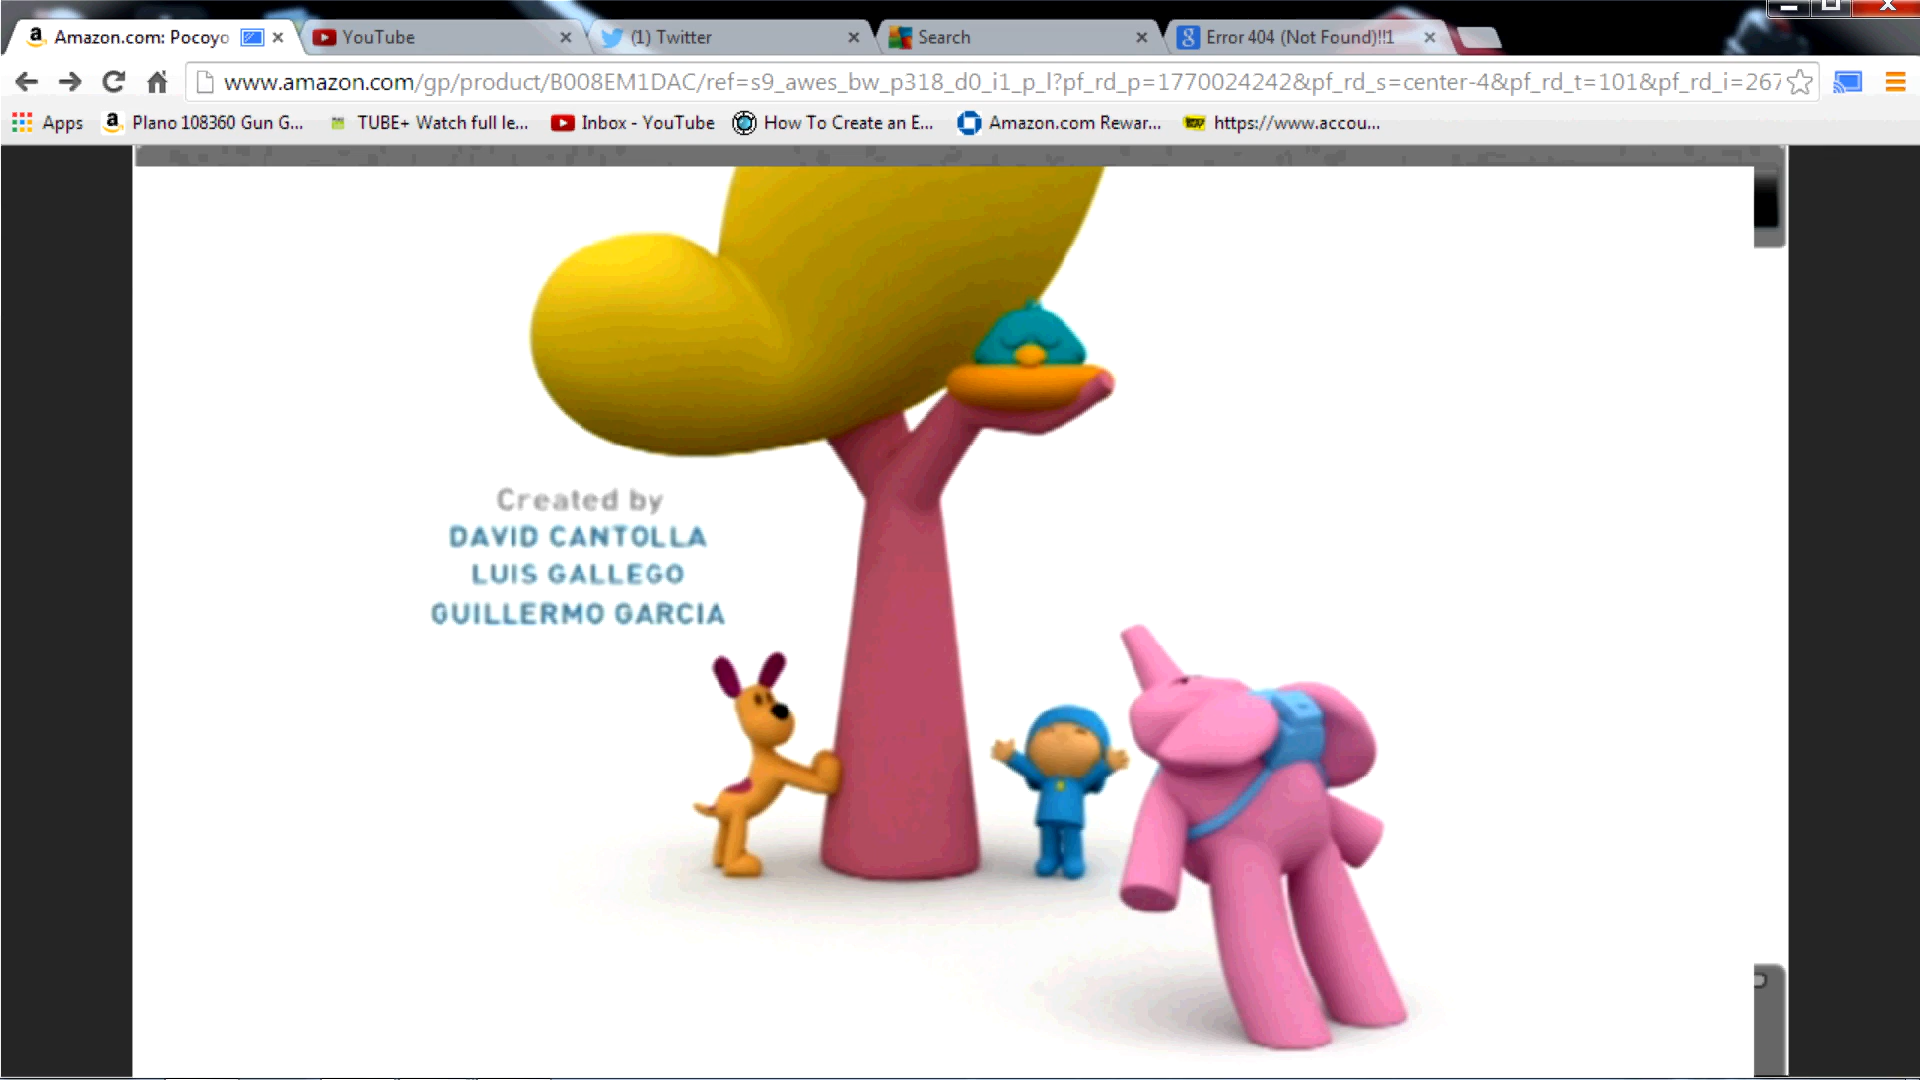 Amazon.com: Pocoyo
YouTube
(1) Twitter
Search
Error 404 (Not Found)!!1
www.amazon.com/gp/product/B008EM1DAC/ref=s9_awes_bw_p318_d0_i1_p_l?pf_rd_p=1770024242&pf_rd_s=center-4&pf_rd_t=101&pf_rd_i=267
Apps
Plano 108360 Gun G...
TUBE+ Watch full le...
Inbox - YouTube
How To Create an E...
Amazon.com Rewar...
https://www.accou...
Created by
DAVID CANTOLLA
LUIS GALLEGO
GUILLERMO GARCIA